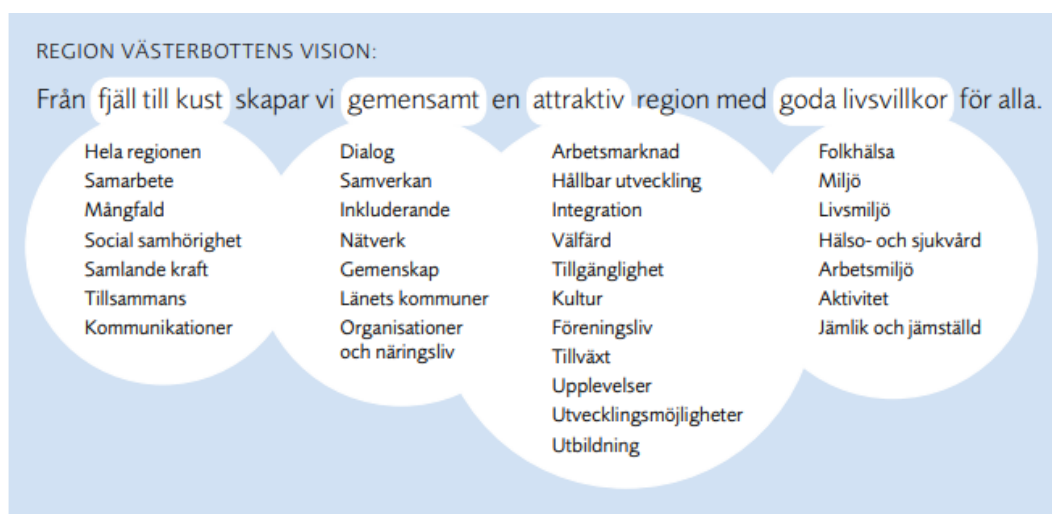 REGION VÄSTERBOTTENS VISION:
Från fjäll till kust skapar vi gemensamt en attraktiv region med goda livsvillkor för alla.
Hela regionen
Samarbete
Mångfald
Social samhörighet
Samlande kraft
Tillsammans
Kommunikationer
Dialog
Samverkan
Inkluderande
Nätverk
Gemenskap
Länets kommuner
Organisationer
och näringsliv
Arbetsmarknad
Hållbar utveckling
Integration
Välfärd
Tillgänglighet
Kultur
Föreningsliv
Tillväxt
Upplevelser
Utvecklingsmöjligheter
Utbildning
Folkhälsa
Miljö
Livsmiljö
Hälso- och sjukvård
Arbetsmiljö
Aktivitet
Jämlik och jämställd